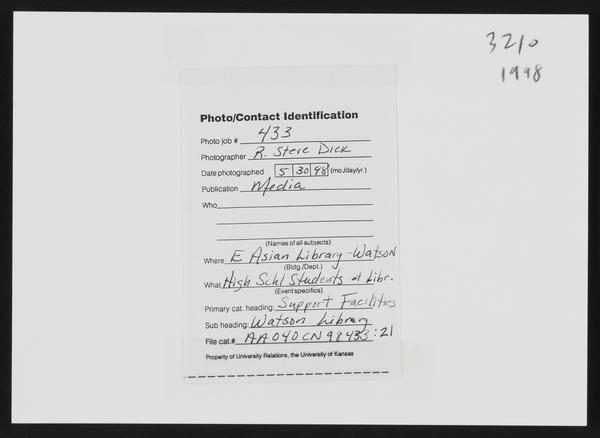 3210
1998
Photo/Contact Identification
Photo job # 433
Photographer R. Steve Dick
Date photographed 5 30 98 (mo./day/yr.)
Publication Media
Who
(Names of all subjects)
Where E Asian Library - Watson
(Bldg./Dept.)
What High Schl Students at Libr.
(Event specifics)
Primary cat. heading: Support Facilities
Sub heading: Watson Library
File cat.# AA040CN98433:21
Property of University Relations, the University of Kansas